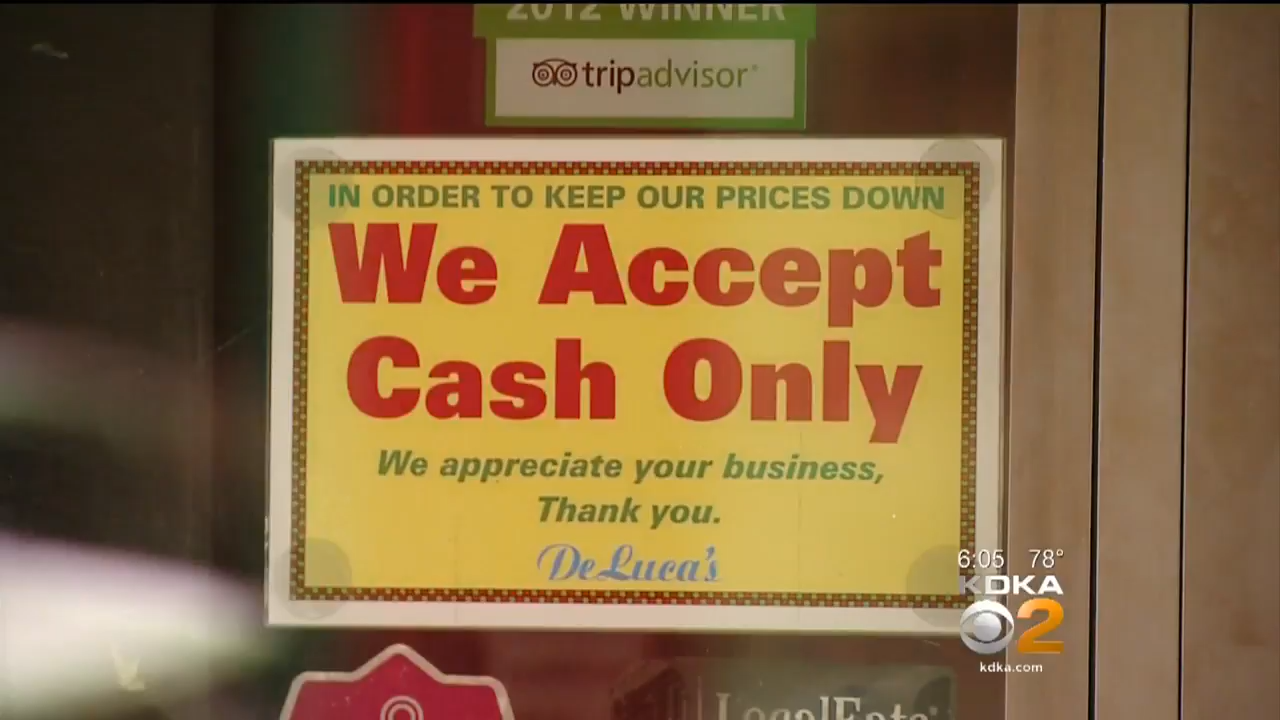 2012 WINNER
tripadvisor
IN ORDER TO KEEP OUR PRICES DOWN
We Accept
Cash Only
We appreciate your business,
Thank you.
DeLuca's
6:05 78°
KDKA
2
kdka.com
LocalEats